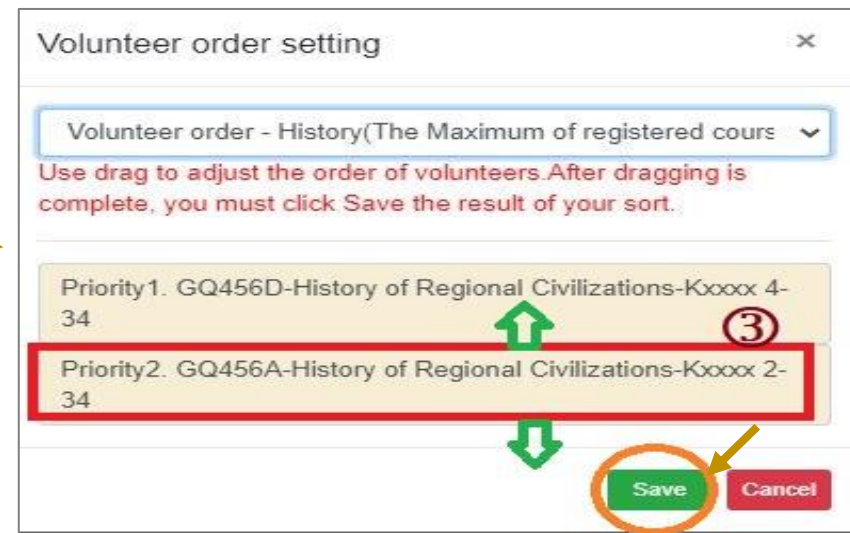 Volunteer order setting ×
Volunteer order - History(The Maximum of registered cours
Use drag to adjust the order of volunteers.After dragging is
complete, you must click Save the result of your sort.
Priority1. GQ456D-History of Regional Civilizations-Kxxxx 4-
34
③
Priority2. GQ456A-History of Regional Civilizations-Kxxxx 2-
34
Save Cancel